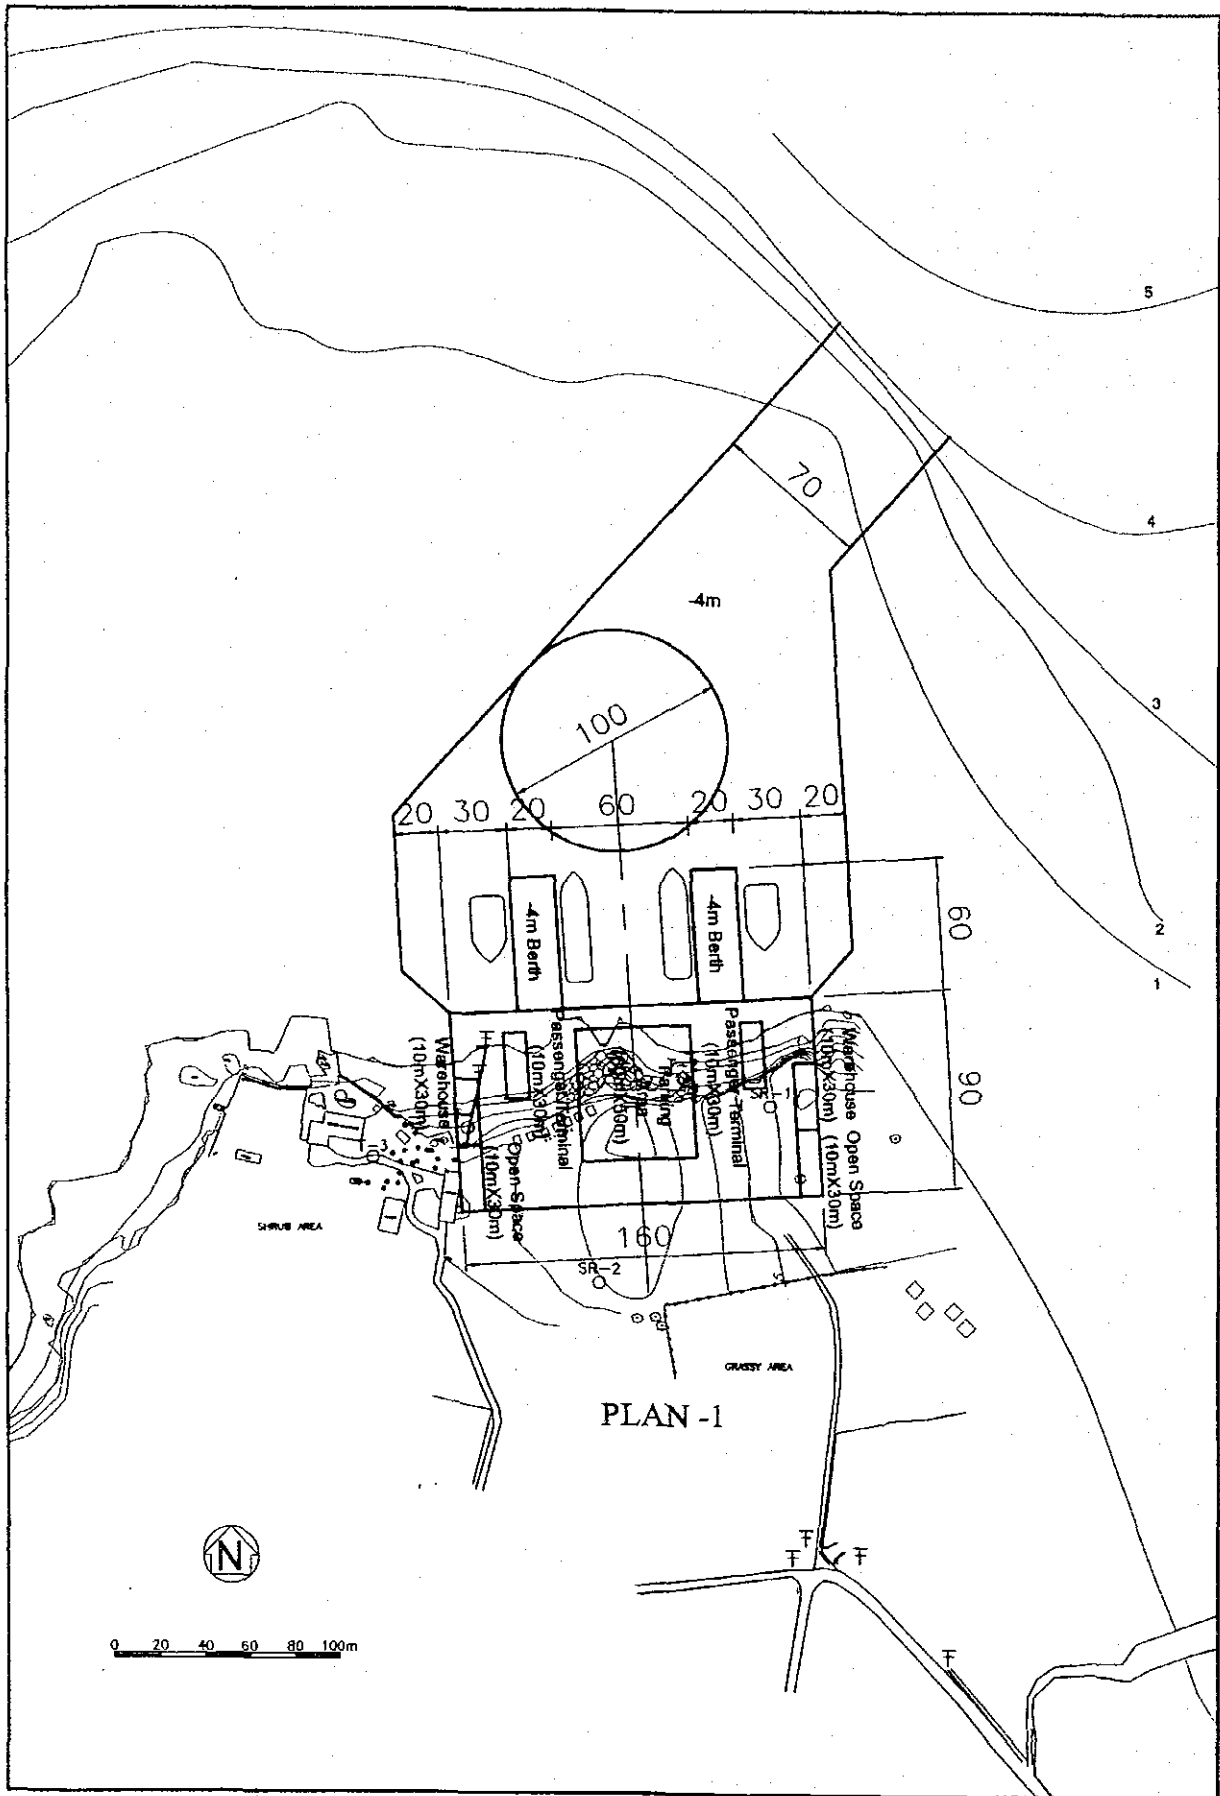 5
4
3
2
1
70
-4m
100
20 30 20 60 20 30 20
-4m Berth
-4m Berth
60
90
Warehouse
(10mX30m)
Passenger Terminal
(10mX30m)
Parking
Passenger Terminal
(10mX30m)
Warehouse
(10mX30m)
Open Space
(10mX30m)
Open Space
(10mX30m)
SR-1
160
SR-2
SHRUB AREA
GRASSY AREA
PLAN -1
N
0 20 40 60 80 100m